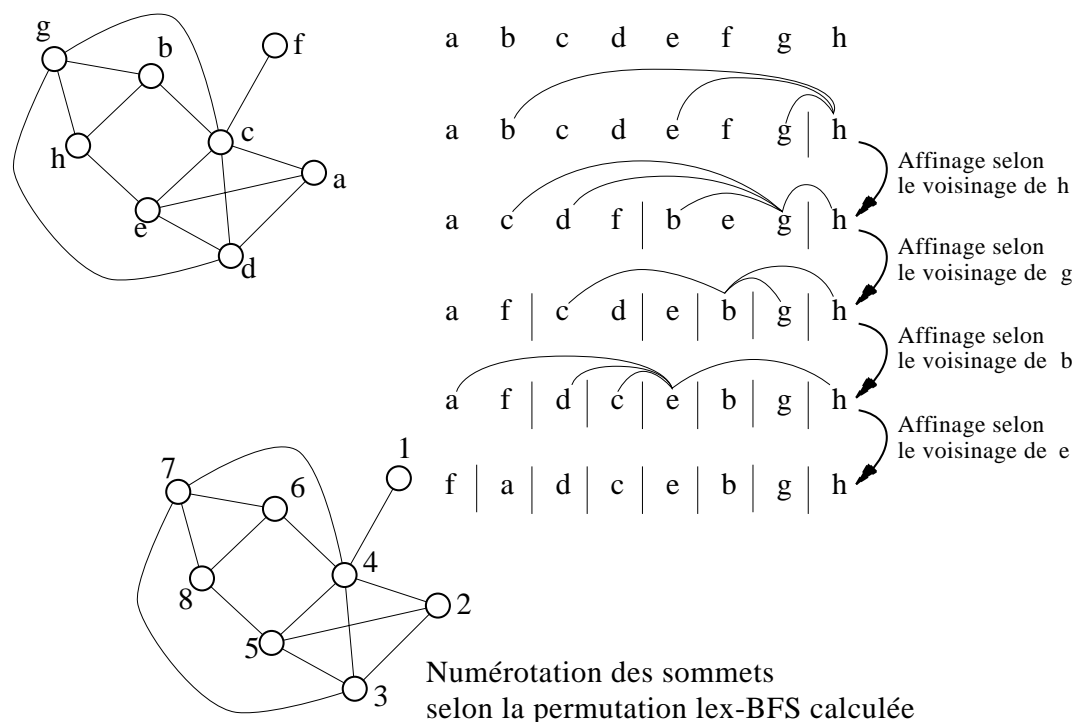 g
b
f
c
h
a
e
d
a b c d e f g h
a b c d e f g | h
Affinage selon
le voisinage de h
a c d f | b e g | h
Affinage selon
le voisinage de g
a f | c d | e | b | g | h
Affinage selon
le voisinage de b
a f | d | c | e | b | g | h
Affinage selon
le voisinage de e
f | a | d | c | e | b | g | h
1
7
6
4
8
2
5
3
Numérotation des sommets
selon la permutation lex-BFS calculée